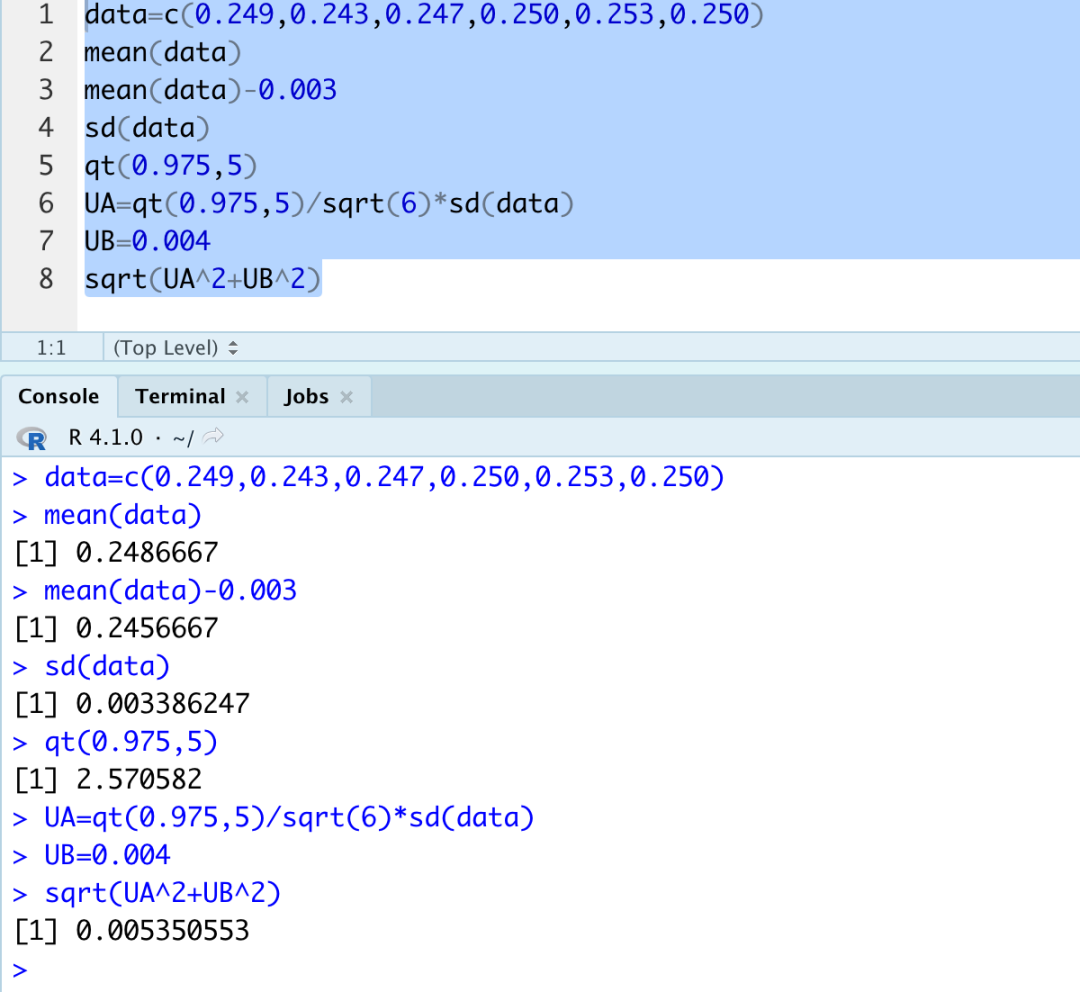 1 data=c(0.249,0.243,0.247,0.250,0.253,0.250)
2 mean(data)
3 mean(data)-0.003
4 sd(data)
5 qt(0.975,5)
6 UA=qt(0.975,5)/sqrt(6)*sd(data)
7 UB=0.004
8 sqrt(UA^2+UB^2)
1:1 (Top Level)
Console Terminal × Jobs ×
R R 4.1.0 · ~/
> data=c(0.249,0.243,0.247,0.250,0.253,0.250)
> mean(data)
[1] 0.2486667
> mean(data)-0.003
[1] 0.2456667
> sd(data)
[1] 0.003386247
> qt(0.975,5)
[1] 2.570582
> UA=qt(0.975,5)/sqrt(6)*sd(data)
> UB=0.004
> sqrt(UA^2+UB^2)
[1] 0.005350553
>